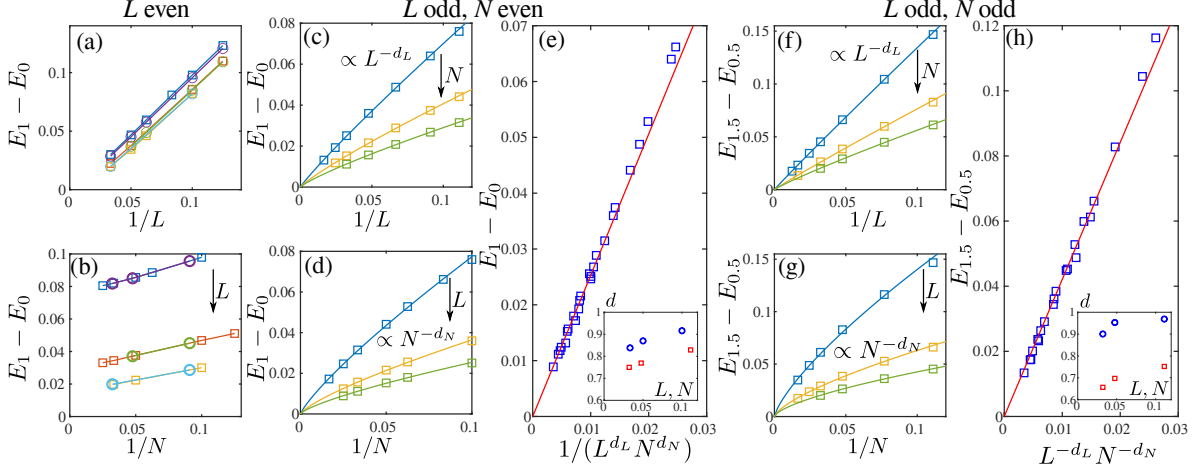 L even
L odd, N even
L odd, N odd
(a)
E₁ − E₀
0.1
0.05
0
0
0.05
0.1
1/L
(b)
E₁ − E₀
0.1
0.08
0.06
0.04
0.02
0
L
0
0.05
0.1
1/N
(c)
E₁ − E₀
0.08
0.06
0.04
0.02
0
∝ L^{−d_L}
N
0
0.05
0.1
1/L
(d)
E₁ − E₀
0.08
0.06
0.04
0.02
0
L
∝ N^{−d_N}
0
0.05
0.1
1/N
(e)
E₁ − E₀
0.07
0.06
0.05
0.04
0.03
0.02
0.01
0
0
0.01
0.02
0.03
1/(L^{d_L} N^{d_N})
d
1
0.9
0.8
0.7
0.6
0
0.05
0.1
L, N
(f)
E₁.₅ − E₀.₅
0.15
0.1
0.05
0
∝ L^{−d_L}
N
0
0.05
0.1
1/L
(g)
E₁.₅ − E₀.₅
0.15
0.1
0.05
0
L
∝ N^{−d_N}
0
0.05
0.1
1/N
(h)
E₁.₅ − E₀.₅
0.12
0.1
0.08
0.06
0.04
0.02
0
0
0.01
0.02
0.03
L^{−d_L} N^{−d_N}
d
1
0.9
0.8
0.7
0.6
0
0.05
0.1
L, N